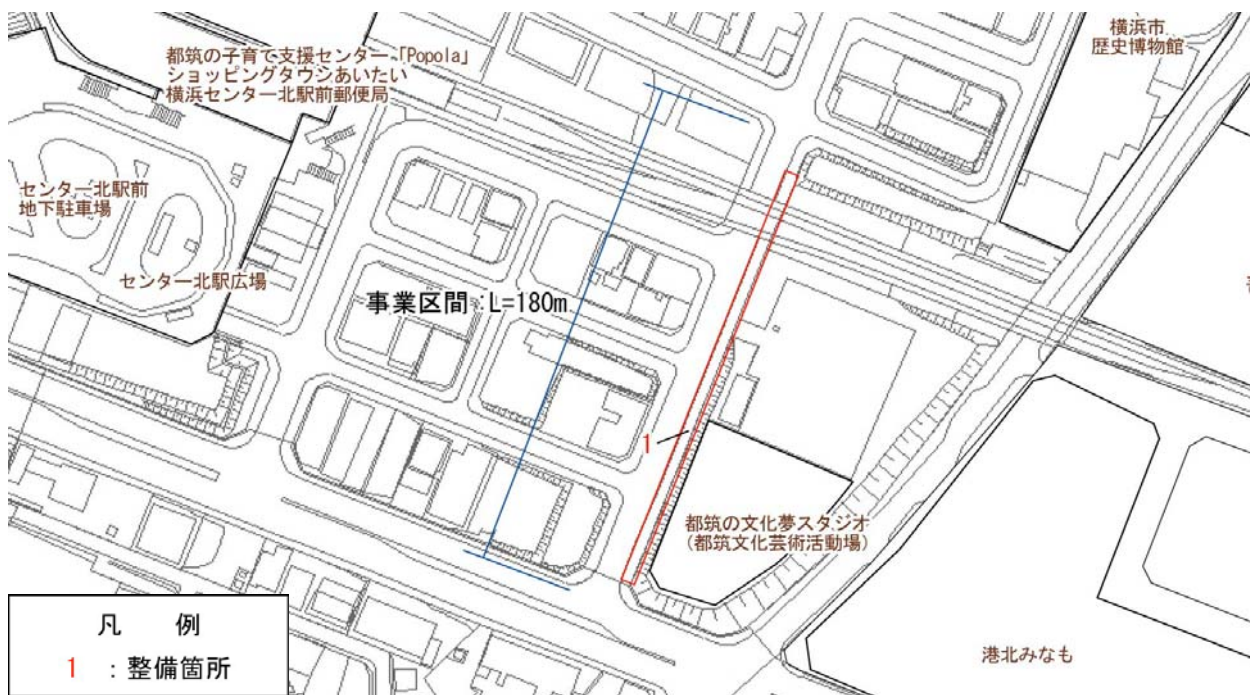 都筑の子育て支援センター「Popola」
ショッピングタウンあいたい
横浜センター北駅前郵便局
横浜市
歴史博物館
センター北駅前
地下駐車場
センター北駅広場
事業区間:L=180m
1
都筑の文化夢スタジオ
(都筑文化芸術活動場)
港北みなも
凡 例
1 :整備箇所